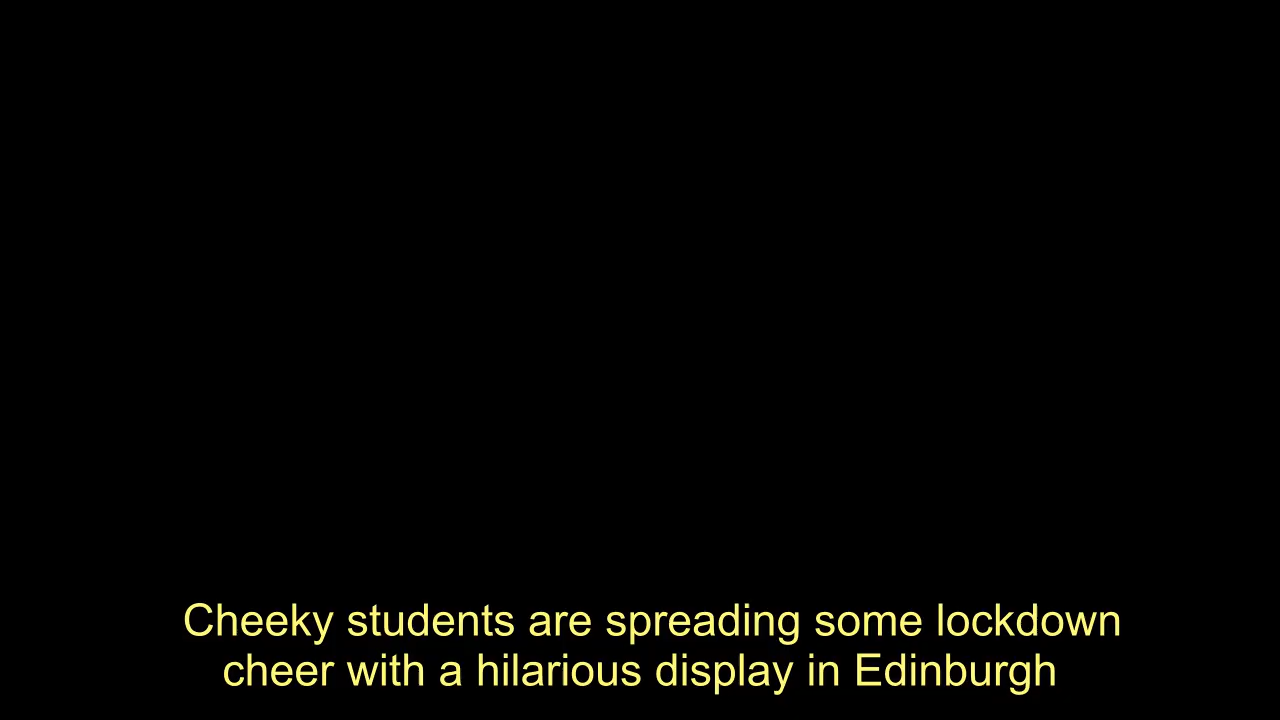 Cheeky students are spreading some lockdown
cheer with a hilarious display in Edinburgh